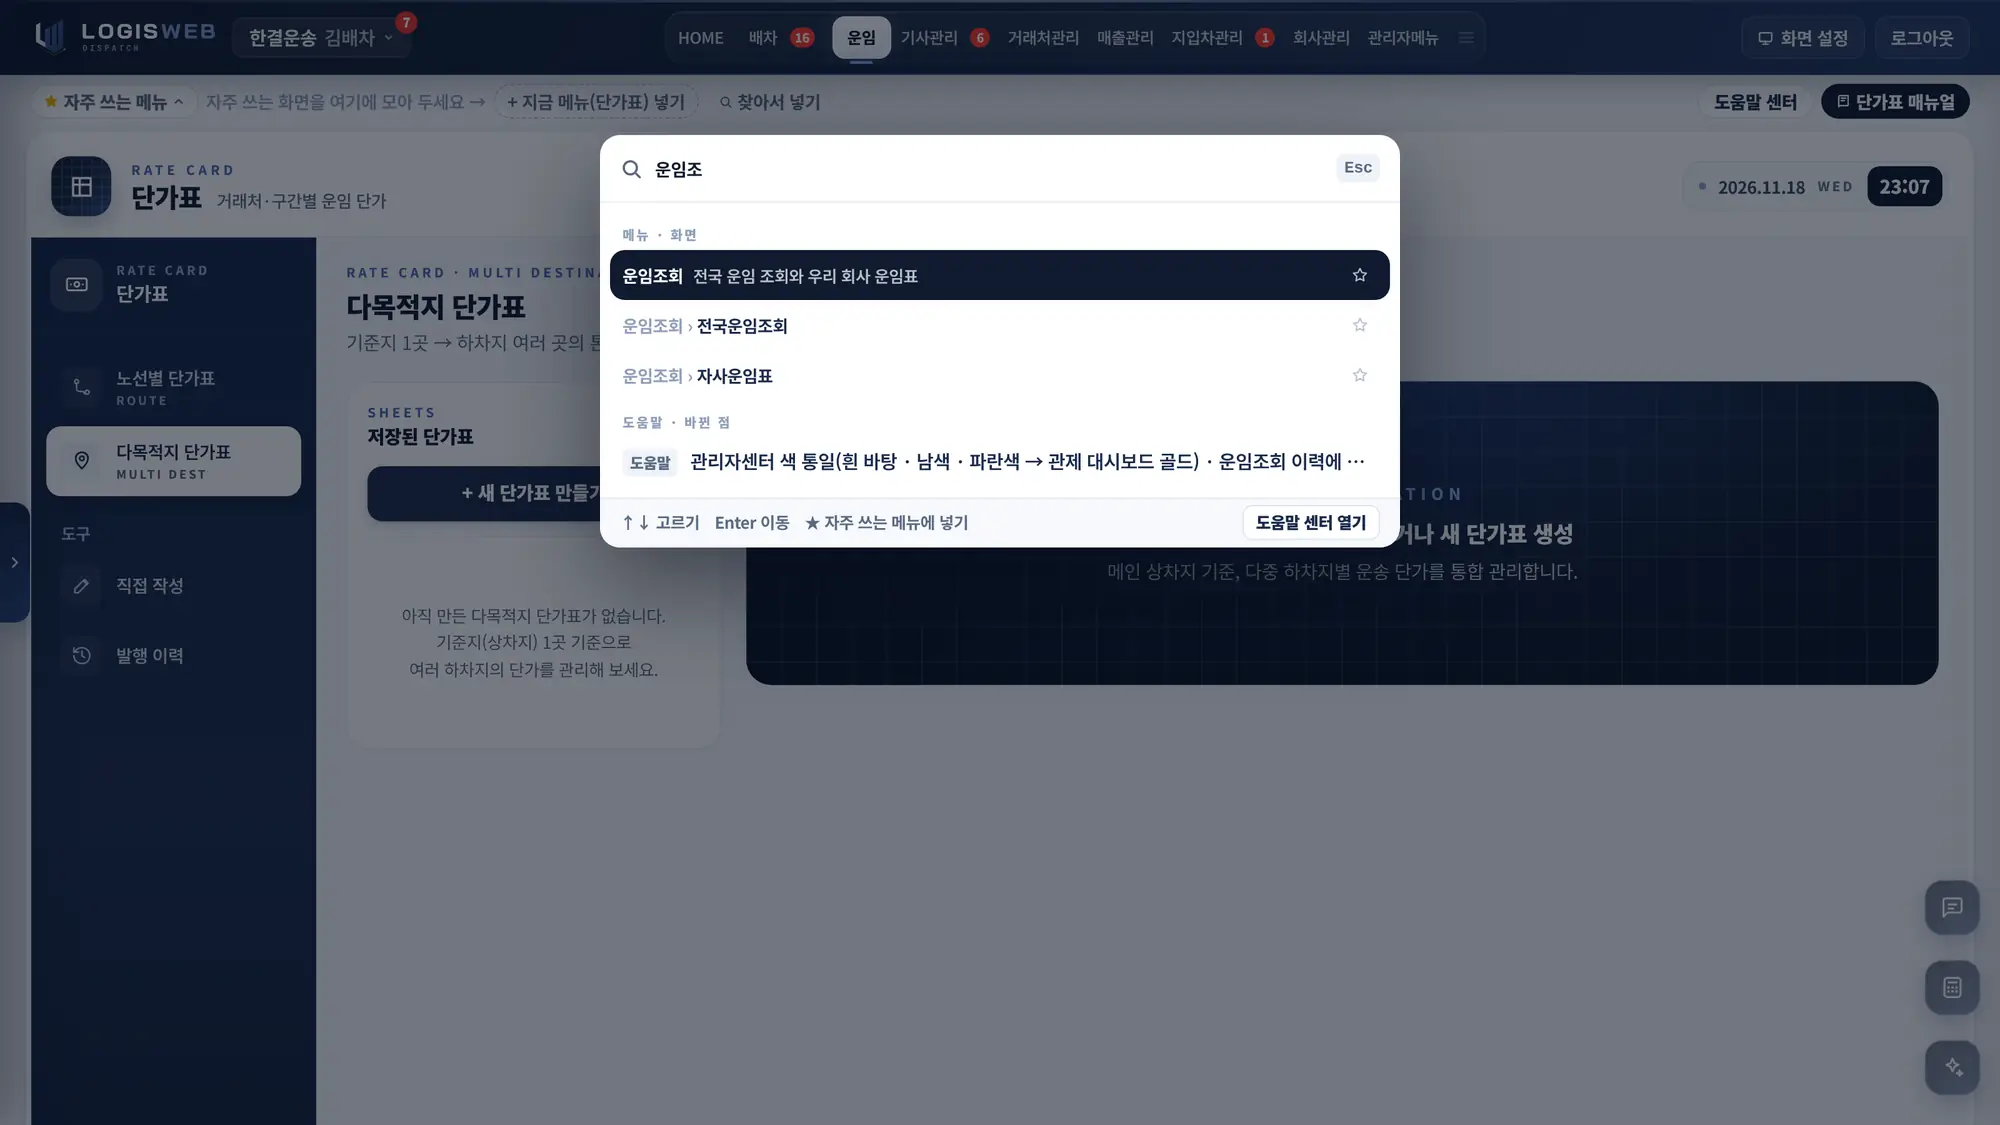 LOGISWEB
DISPATCH
한결운송 김배차
7
HOME 배차 16 운임 기사관리 6 거래처관리 매출관리 지입차관리 1 회사관리 관리자메뉴
화면 설정 로그아웃
자주 쓰는 메뉴 자주 쓰는 화면을 여기에 모아 두세요 → + 지금 메뉴(단가표) 넣기 찾아서 넣기
도움말 센터 단가표 매뉴얼
RATE CARD
단가표 거래처·구간별 운임 단가
2026.11.18 WED 23:07
운임조
Esc
메뉴 · 화면
운임조회 전국 운임 조회와 우리 회사 운임표
운임조회 › 전국운임조회
운임조회 › 자사운임표
도움말 · 바뀐 점
도움말 관리자센터 색 통일(흰 바탕 · 남색 · 파란색 → 관제 대시보드 골드) · 운임조회 이력에 ⋯
↑↓ 고르기 Enter 이동 ★ 자주 쓰는 메뉴에 넣기
도움말 센터 열기
RATE CARD
단가표
노선별 단가표
ROUTE
다목적지 단가표
MULTI DEST
도구
직접 작성
발행 이력
RATE CARD · MULTI DESTINA
다목적지 단가표
기준지 1곳 → 하차지 여러 곳의
SHEETS
저장된 단가표
+ 새 단가표 만들기
아직 만든 다목적지 단가표가 없습니다.
기준지(상차지) 1곳 기준으로
여러 하차지의 단가를 관리해 보세요.
ATION
거나 새 단가표 생성
메인 상차지 기준, 다중 하차지별 운송 단가를 통합 관리합니다.